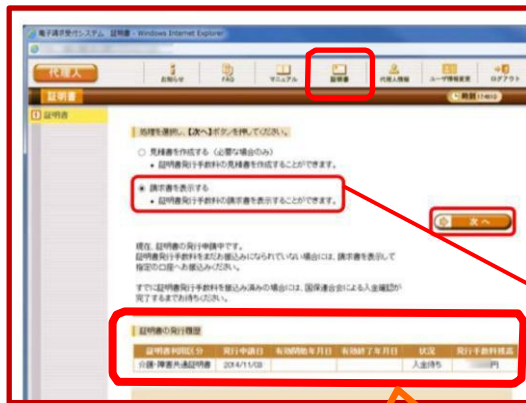 電子請求受付システム 証明書 - Windows Internet Explorer
代理人
お知らせ
FAQ
マニュアル
証明書
代理人情報
ユーザ情報変更
ログアウト
証明書
時刻
証明書
処理を選択し、【次へ】ボタンを押してください。
見積書を作成する（必要な場合のみ）
• 証明書発行手数料の見積書を作成することができます。
請求書を表示する
• 証明書発行手数料の請求書を表示することができます。
次へ
現在、証明書の発行申請中です。
証明書発行手数料をまだお振込みになられていない場合には、請求書を表示して
指定の口座へお振込みください。
すでに証明書発行手数料を振込み済みの場合には、国保連合会による入金確認が
完了するまでお待ちください。
証明書の発行履歴
証明書利用区分 発行申請日 有効開始年月日 有効終了年月日 状況 発行手数料残高
介護・障害共通証明書 2014/11/03 入金待ち 円